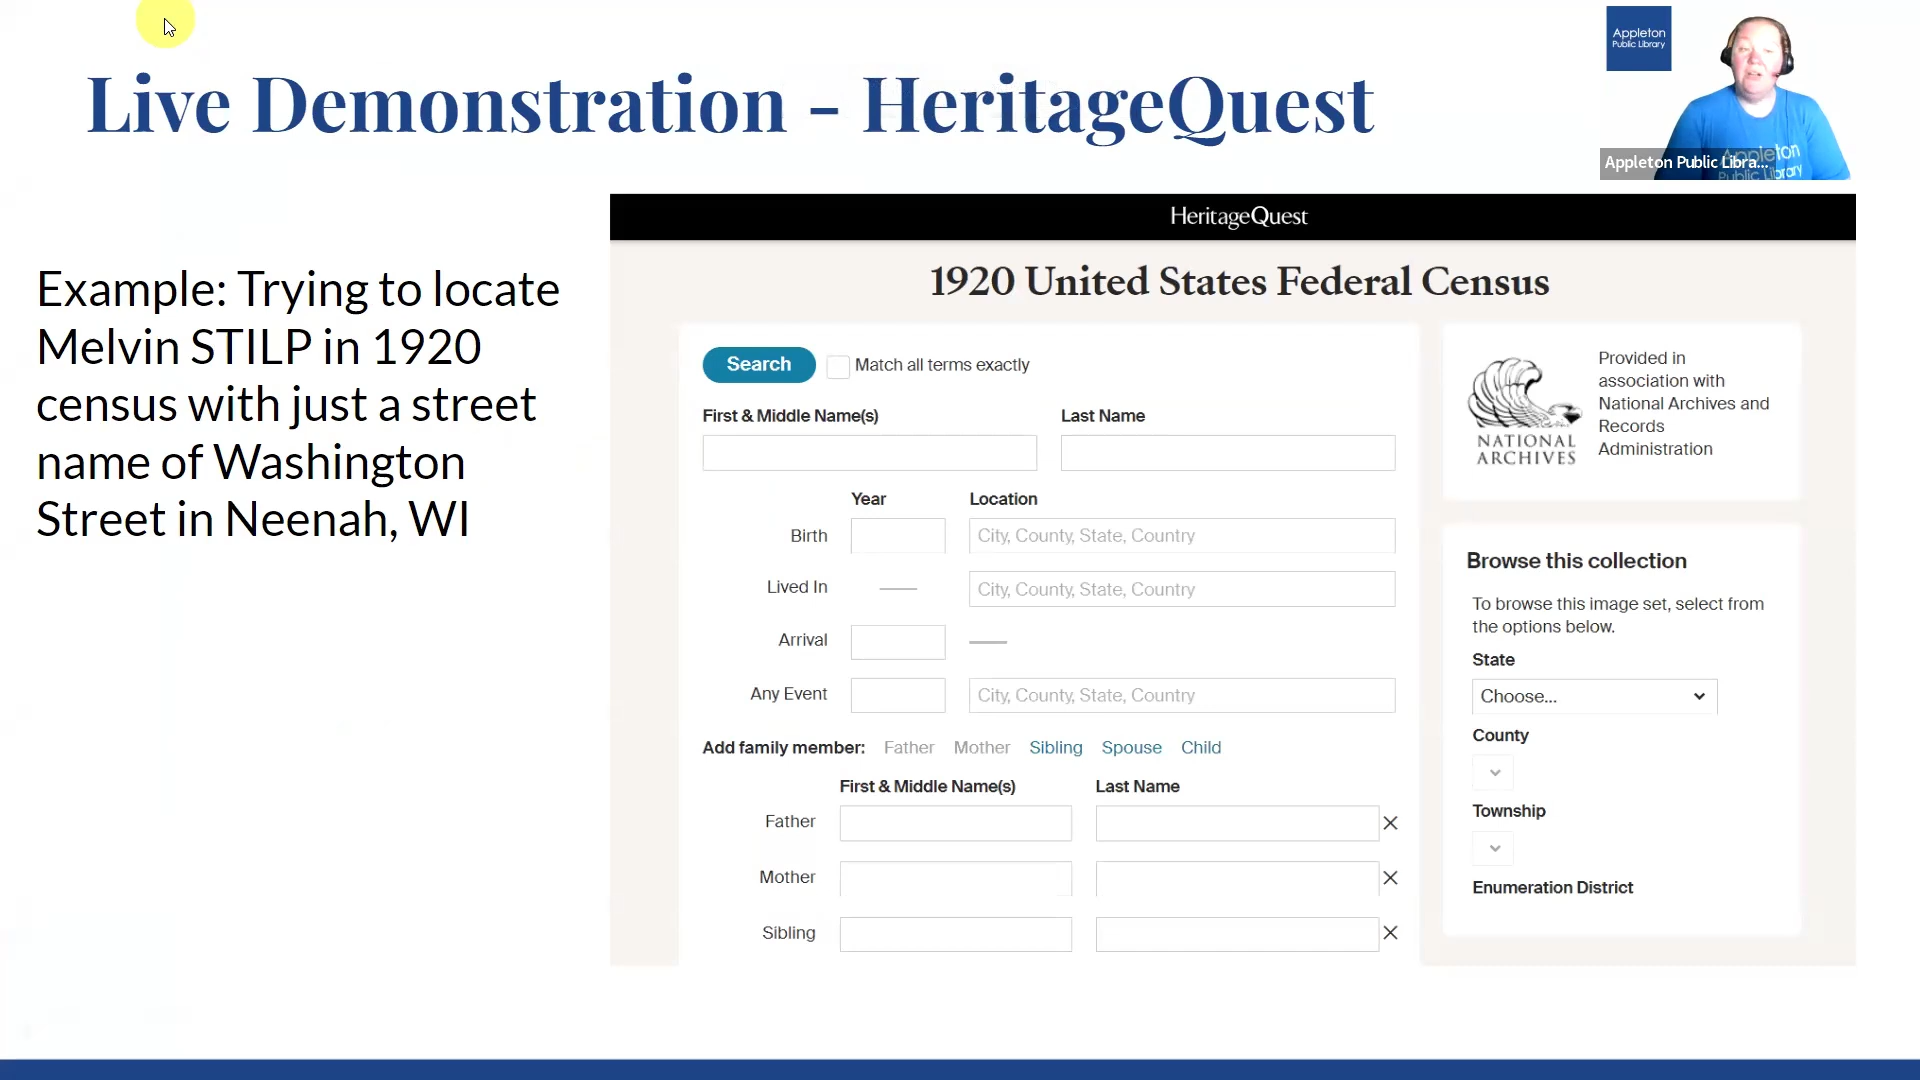 Live Demonstration - HeritageQuest
Appleton
Public Library
Appleton
Public Library
Appleton Public Libra...
Example: Trying to locate
Melvin STILP in 1920
census with just a street
name of Washington
Street in Neenah, WI
HeritageQuest
1920 United States Federal Census
Search
Match all terms exactly
First & Middle Name(s) Last Name
Year Location
Birth City, County, State, Country
Lived In City, County, State, Country
Arrival
Any Event City, County, State, Country
Add family member: Father Mother Sibling Spouse Child
First & Middle Name(s) Last Name
Father
Mother
Sibling
NATIONAL
ARCHIVES
Provided in
association with
National Archives and
Records
Administration
Browse this collection
To browse this image set, select from
the options below.
State
Choose...
County
Township
Enumeration District